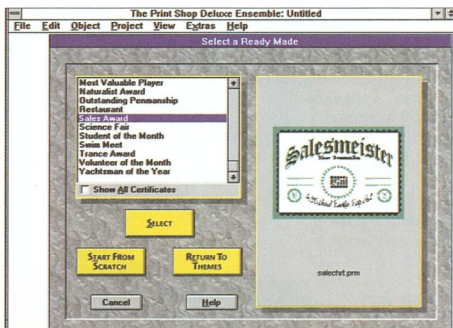 The Print Shop Deluxe Ensemble: Untitled
File Edit Object Project View Extras Help
Select a Ready Made
Most Valuable Player
Naturalist Award
Outstanding Penmanship
Restaurant
Sales Award
Science Fair
Student of the Month
Swim Meet
Trance Award
Volunteer of the Month
Yachtsman of the Year
Show All Certificates
SELECT
START FROM
SCRATCH
RETURN TO
THEMES
Cancel
Help
Salesmeister
salechrt.prm